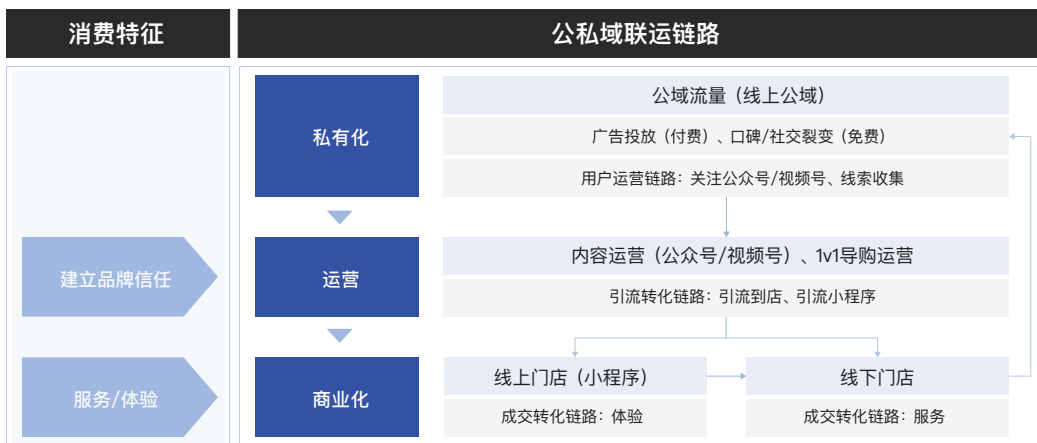 消费特征
公私域联运链路
私有化
公域流量（线上公域）
广告投放（付费）、口碑/社交裂变（免费）
用户运营链路：关注公众号/视频号、线索收集
建立品牌信任
运营
内容运营（公众号/视频号）、1v1导购运营
引流转化链路：引流到店、引流小程序
服务/体验
商业化
线上门店（小程序）
线下门店
成交转化链路：体验
成交转化链路：服务